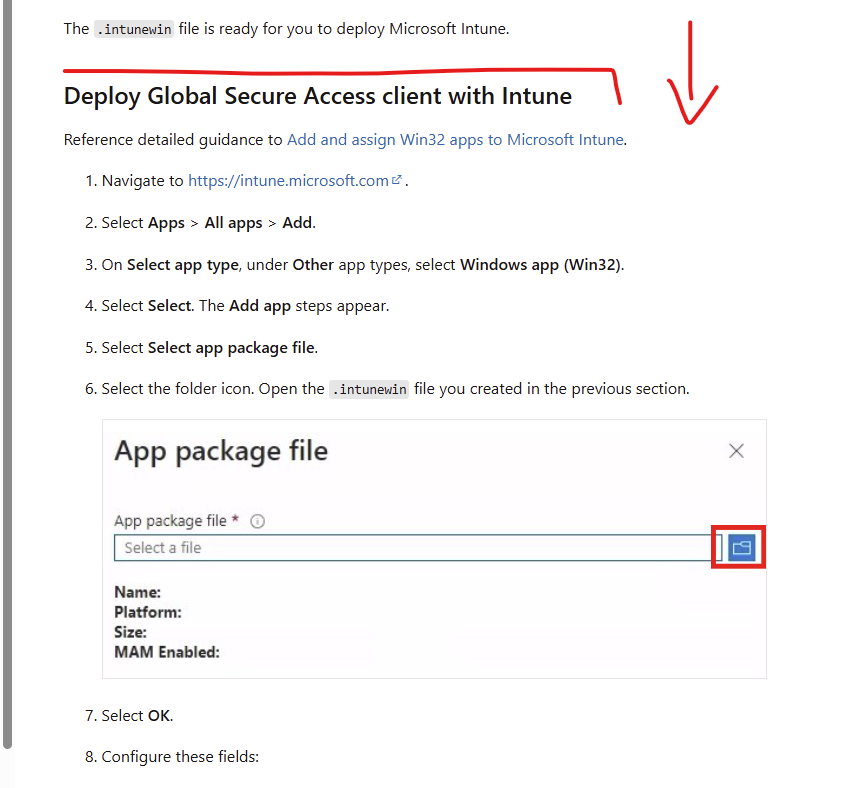 The .intunewin file is ready for you to deploy Microsoft Intune.
Deploy Global Secure Access client with Intune
Reference detailed guidance to Add and assign Win32 apps to Microsoft Intune.
1. Navigate to https://intune.microsoft.com .
2. Select Apps > All apps > Add.
3. On Select app type, under Other app types, select Windows app (Win32).
4. Select Select. The Add app steps appear.
5. Select Select app package file.
6. Select the folder icon. Open the .intunewin file you created in the previous section.
App package file
App package file *
Select a file
Name:
Platform:
Size:
MAM Enabled:
7. Select OK.
8. Configure these fields: